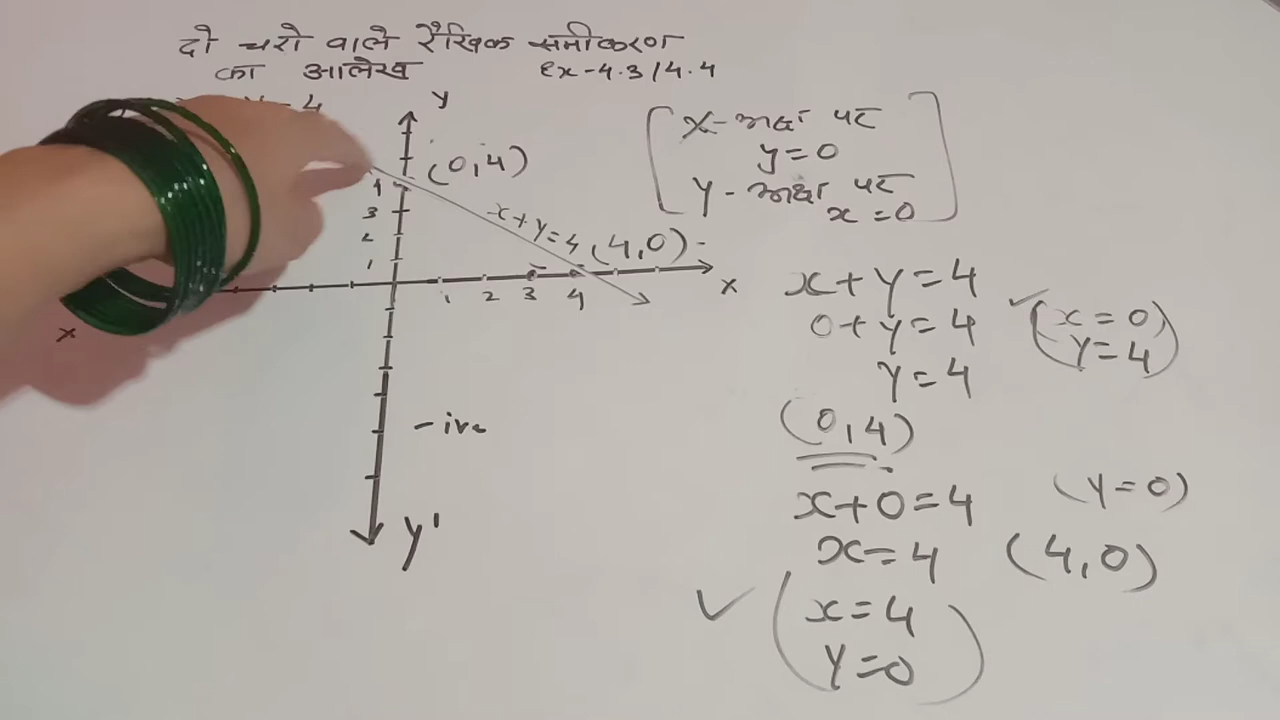 दो चरो वाले रैखिक समीकरण
का आलेख ex-4.3/4.4
4
y
(0,4)
x+y=4
(4,0)
4
3
2
1
1 2 3 4
x
x
-ive
y'
x-अक्ष पर
y=0
y-अक्ष पर
x=0
x+y=4
0+y=4
(x=0)
y=4
y=4
(0,4)
x+0=4 (y=0)
x=4 (4,0)
x=4
y=0